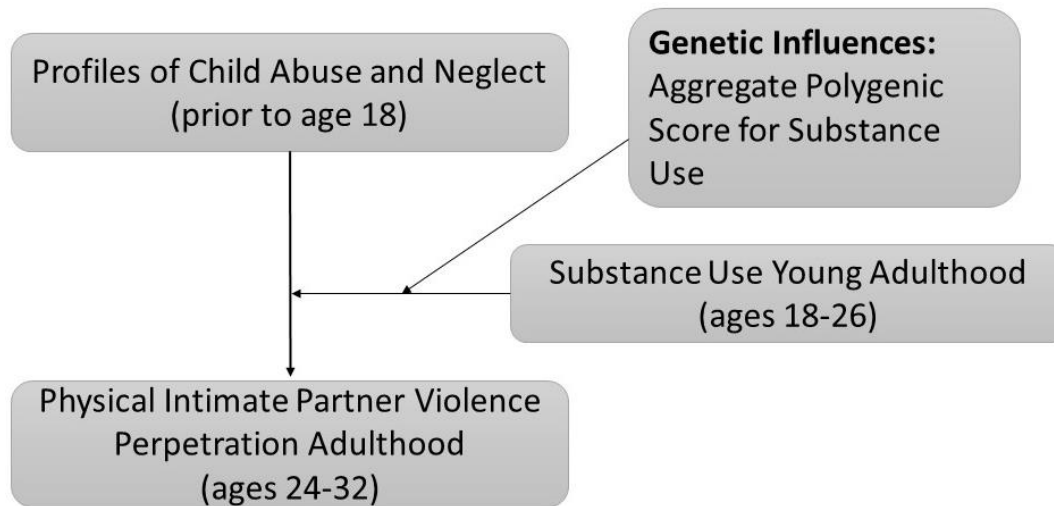 Profiles of Child Abuse and Neglect
(prior to age 18)
Genetic Influences:
Aggregate Polygenic
Score for Substance
Use
Substance Use Young Adulthood
(ages 18-26)
Physical Intimate Partner Violence
Perpetration Adulthood
(ages 24-32)